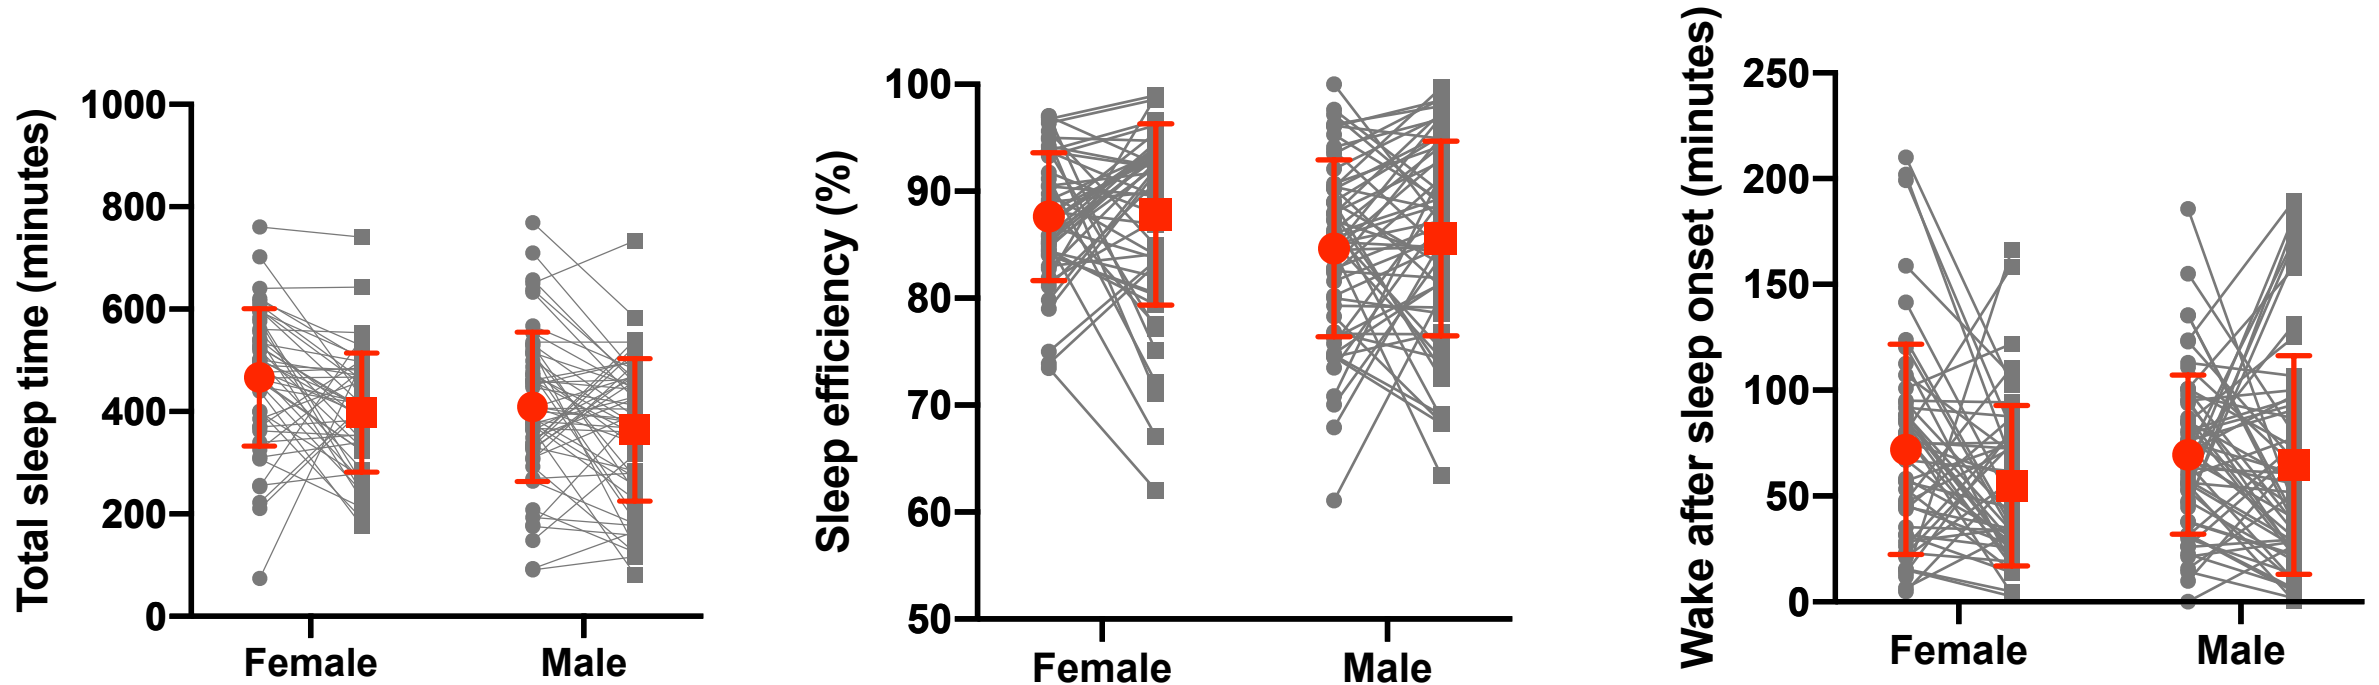 Total sleep time (minutes)
1000
800
600
400
200
0
Female
Male
Sleep efficiency (%)
100
90
80
70
60
50
Female
Male
Wake after sleep onset (minutes)
250
200
150
100
50
0
Female
Male